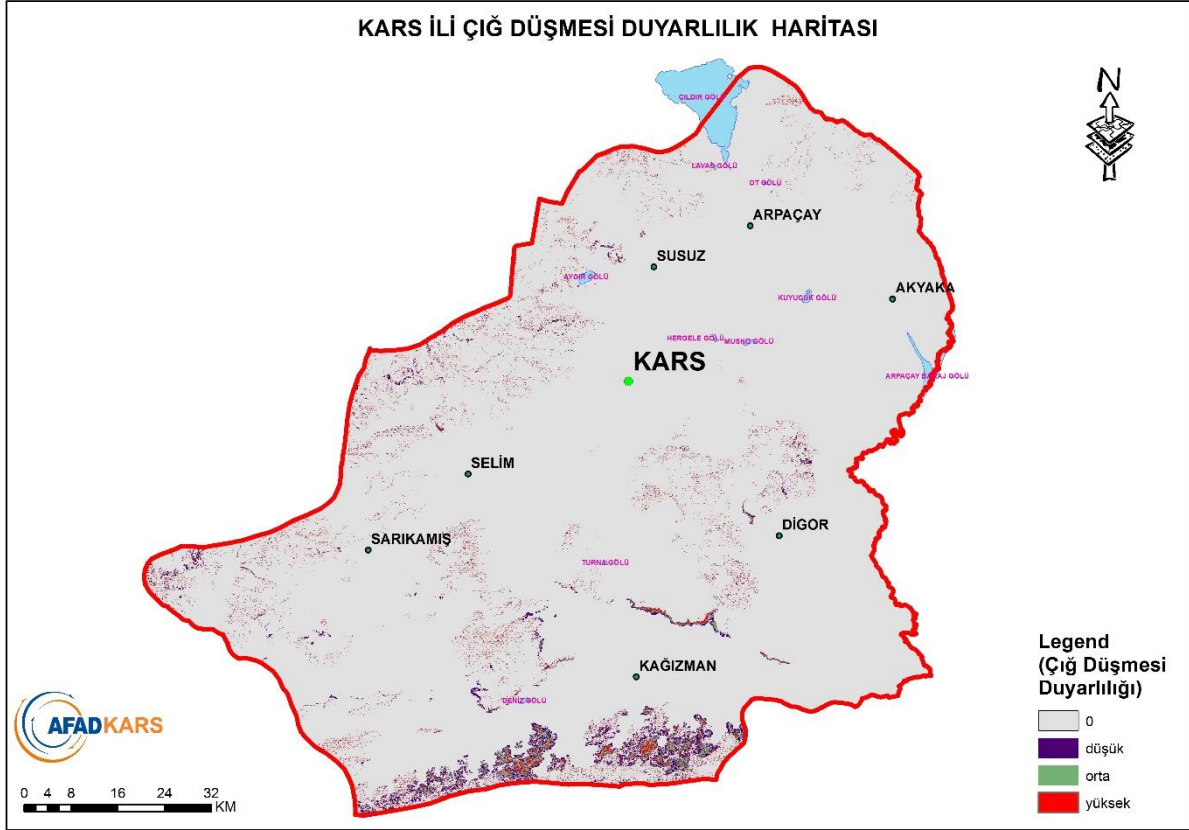 KARS İLİ ÇIĞ DÜŞMESİ DUYARLILIK HARİTASI
N
ÇILDIR GÖLÜ
LAVAŞ GÖLÜ
OT GÖLÜ
ARPAÇAY
SUSUZ
AYGIR GÖLÜ
KUYUCUK GÖLÜ
AKYAKA
HERGELE GÖLÜ
GÖLÜ
KARS
ARPAÇAY BARAJ GÖLÜ
SELİM
DİGOR
SARIKAMIŞ
TURNA GÖLÜ
KAĞIZMAN
DENİZ GÖLÜ
Legend
(Çığ Düşmesi
Duyarlılığı)
0
düşük
orta
yüksek
AFADKARS
0 4 8 16 24 32
KM